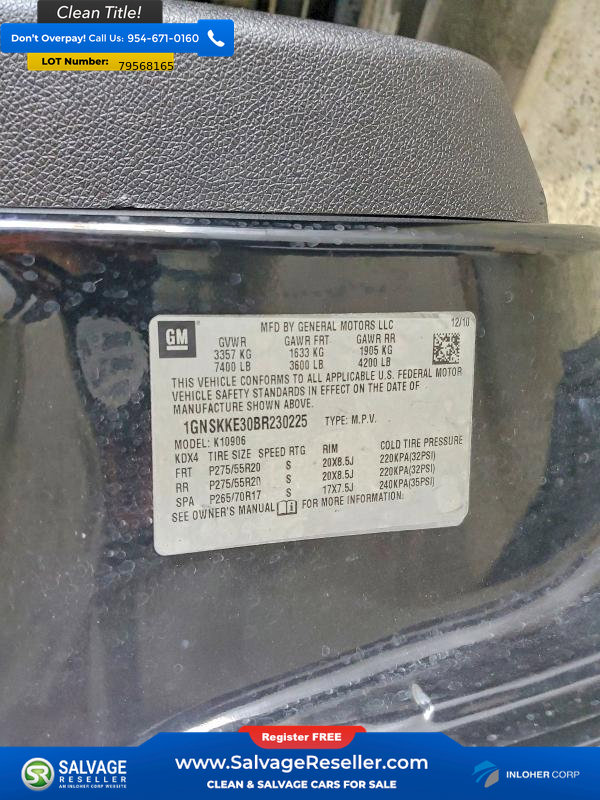 Clean Title!
Don't Overpay! Call Us: 954-671-0160
LOT Number: 79568165
GM
MFD BY GENERAL MOTORS LLC 12/10
GVWR GAWR FRT GAWR RR
3357 KG 1633 KG 1905 KG
7400 LB 3600 LB 4200 LB
THIS VEHICLE CONFORMS TO ALL APPLICABLE U.S. FEDERAL MOTOR
VEHICLE SAFETY STANDARDS IN EFFECT ON THE DATE OF
MANUFACTURE SHOWN ABOVE.
1GNSKKE30BR230225 TYPE: M.P.V.
MODEL: K10906
KDX4 TIRE SIZE SPEED RTG RIM COLD TIRE PRESSURE
FRT P275/55R20 S 20X8.5J 220KPA(32PSI)
RR P275/55R20 S 20X8.5J 220KPA(32PSI)
SPA P265/70R17 S 17X7.5J 240KPA(35PSI)
SEE OWNER'S MANUAL FOR MORE INFORMATION.
Register FREE
SR SALVAGE RESELLER
AN INLOHER CORP WEBSITE
www.SalvageReseller.com
CLEAN & SALVAGE CARS FOR SALE
INLOHER CORP